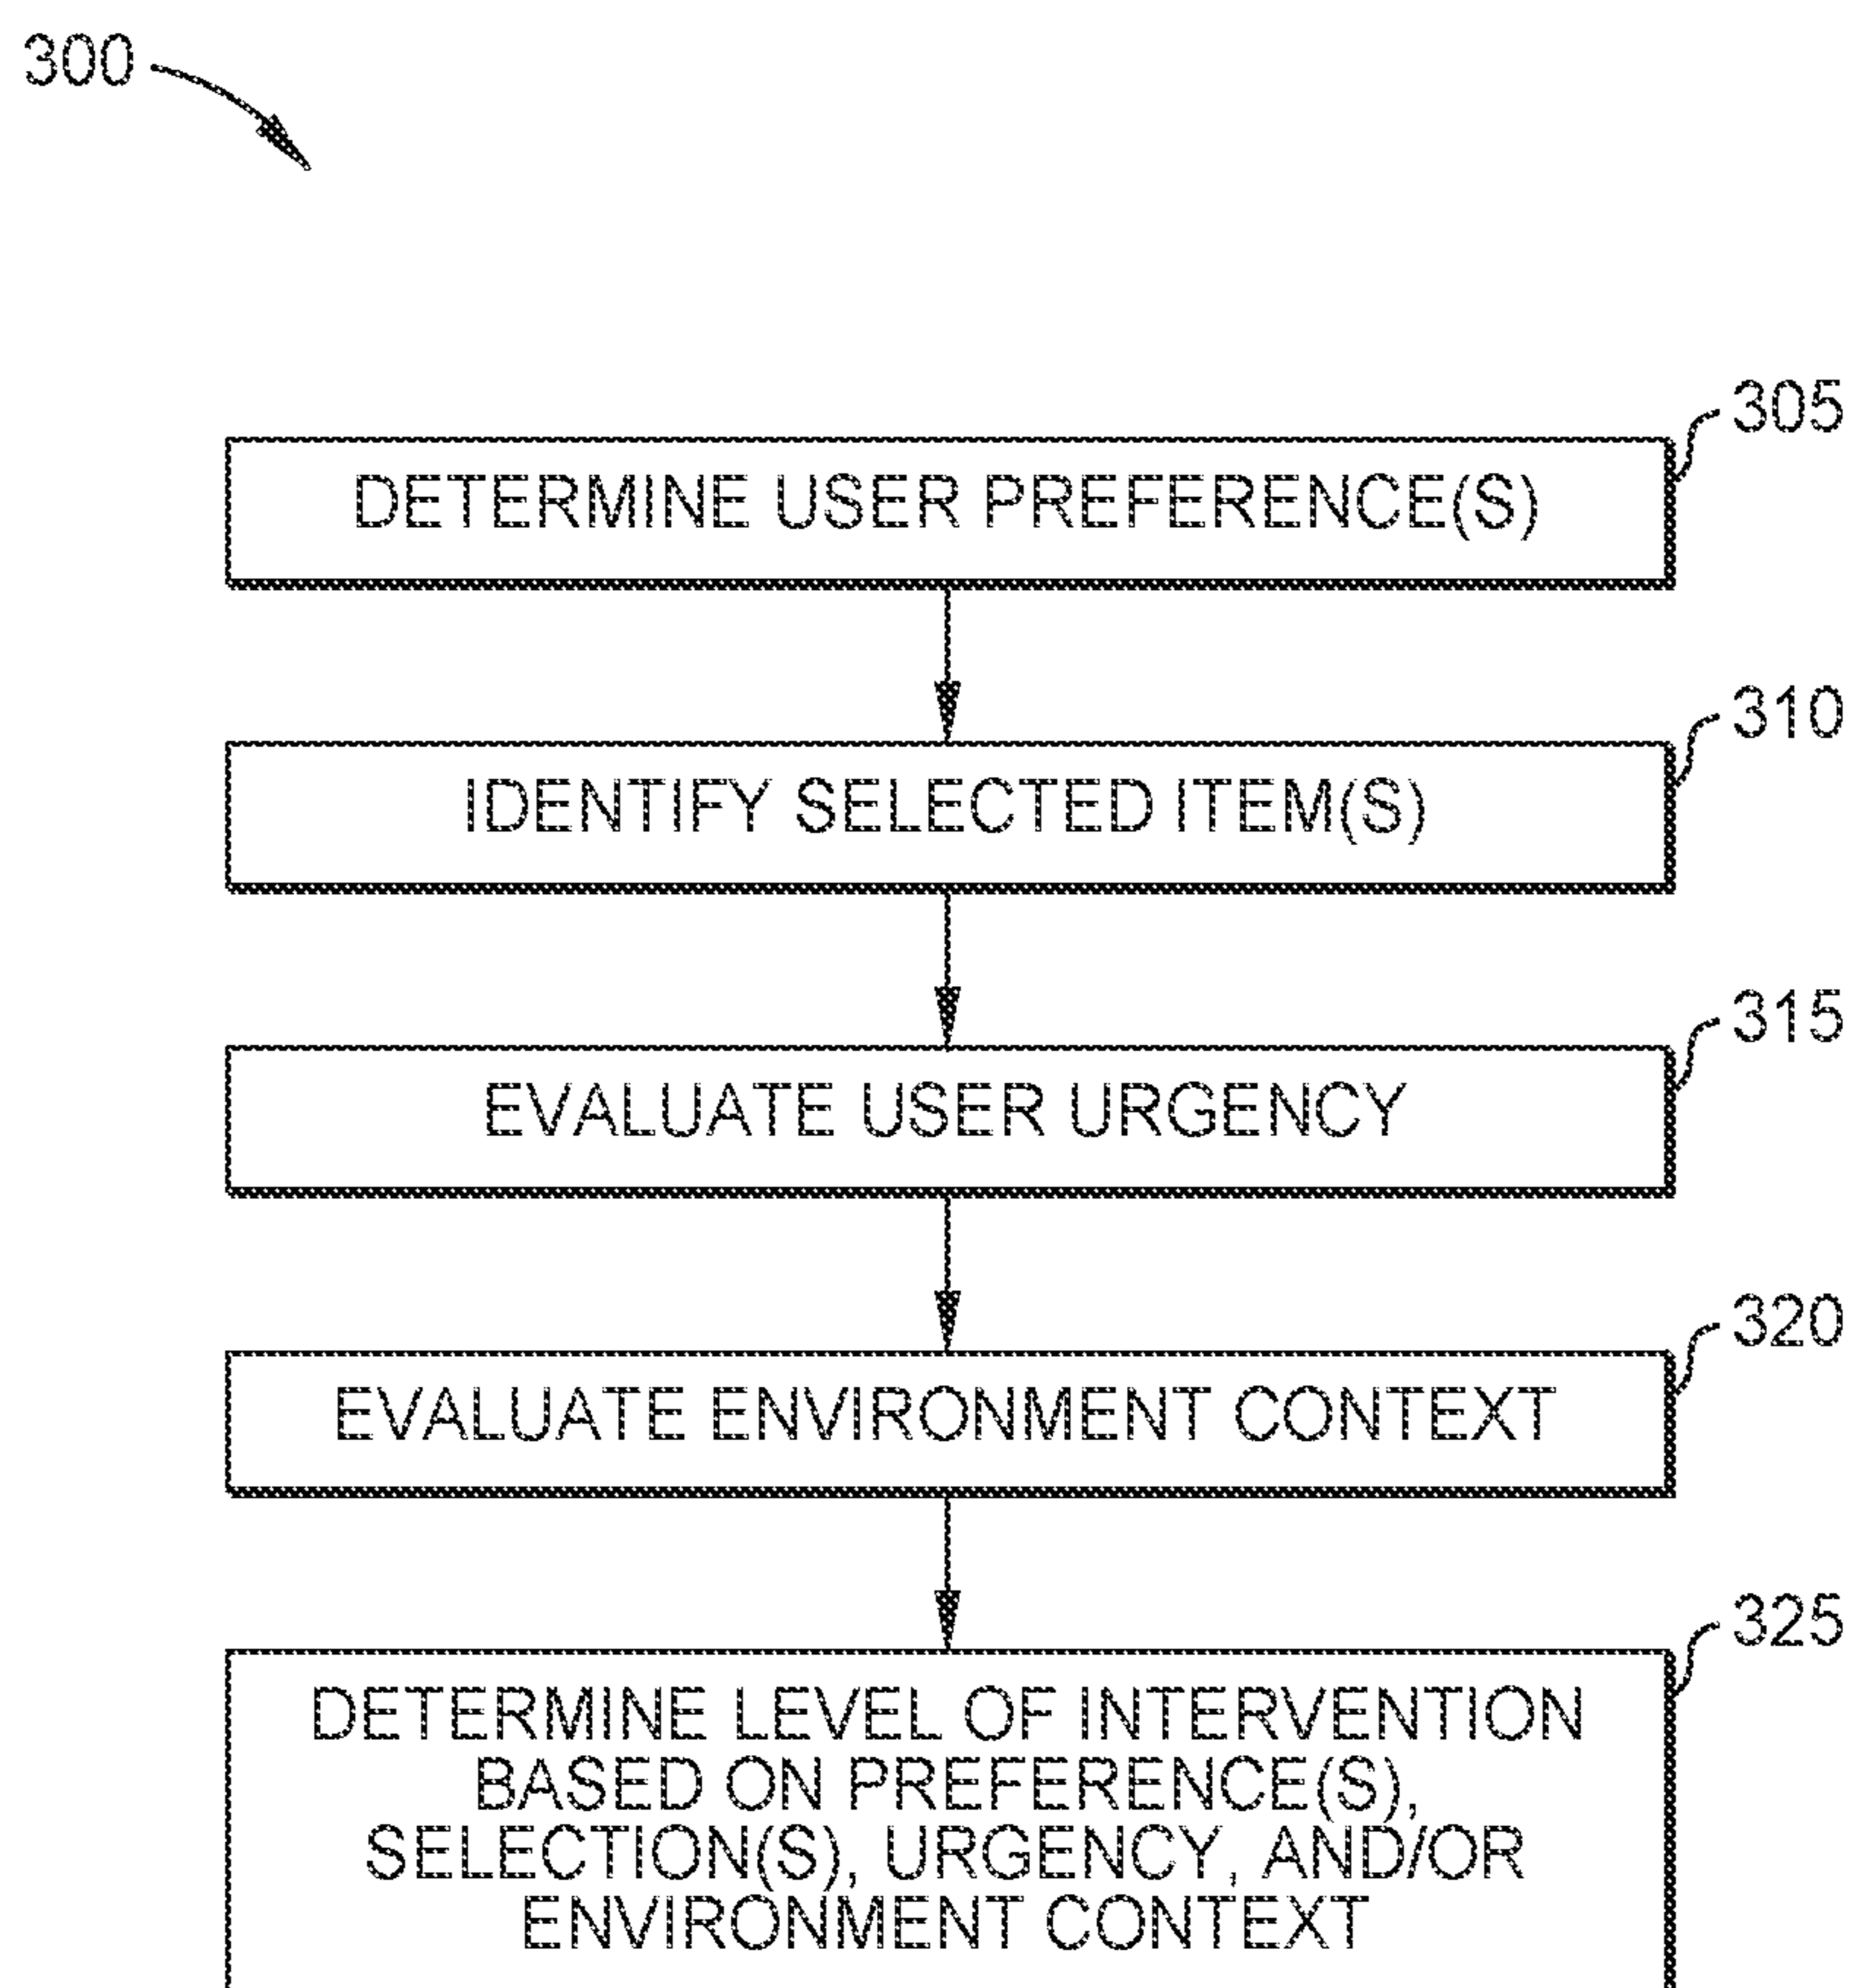 300
305
DETERMINE USER PREFERENCE(S)
310
IDENTIFY SELECTED ITEM(S)
315
EVALUATE USER URGENCY
320
EVALUATE ENVIRONMENT CONTEXT
325
DETERMINE LEVEL OF INTERVENTION
BASED ON PREFERENCE(S),
SELECTION(S), URGENCY, AND/OR
ENVIRONMENT CONTEXT